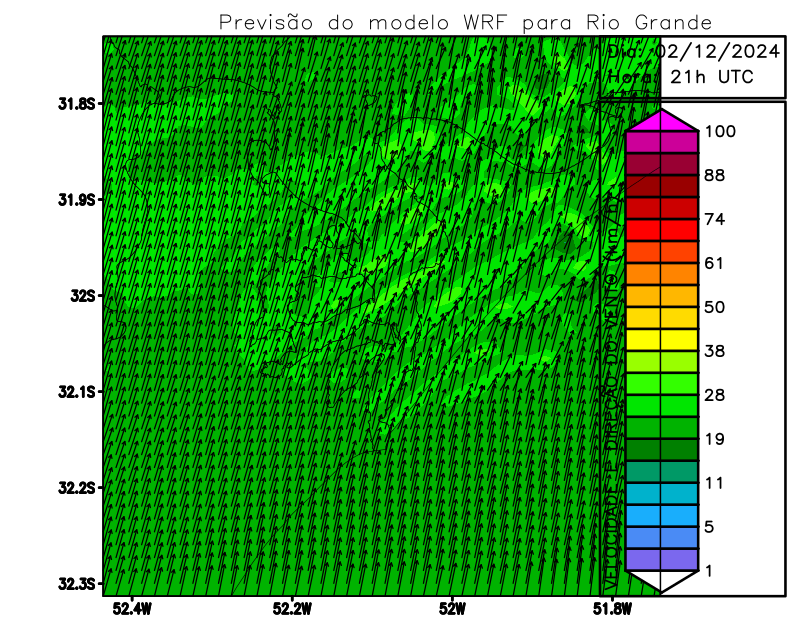 Previsão do modelo WRF para Rio Grande
Dia: 02/12/2024
Hora: 21h UTC
31.8S
31.9S
32S
32.1S
32.2S
32.3S
52.4W
52.2W
52W
51.8W
VELOCIDADE E DIREÇÃO DO VENTO (km/h)
100
88
74
61
50
38
28
19
11
5
1